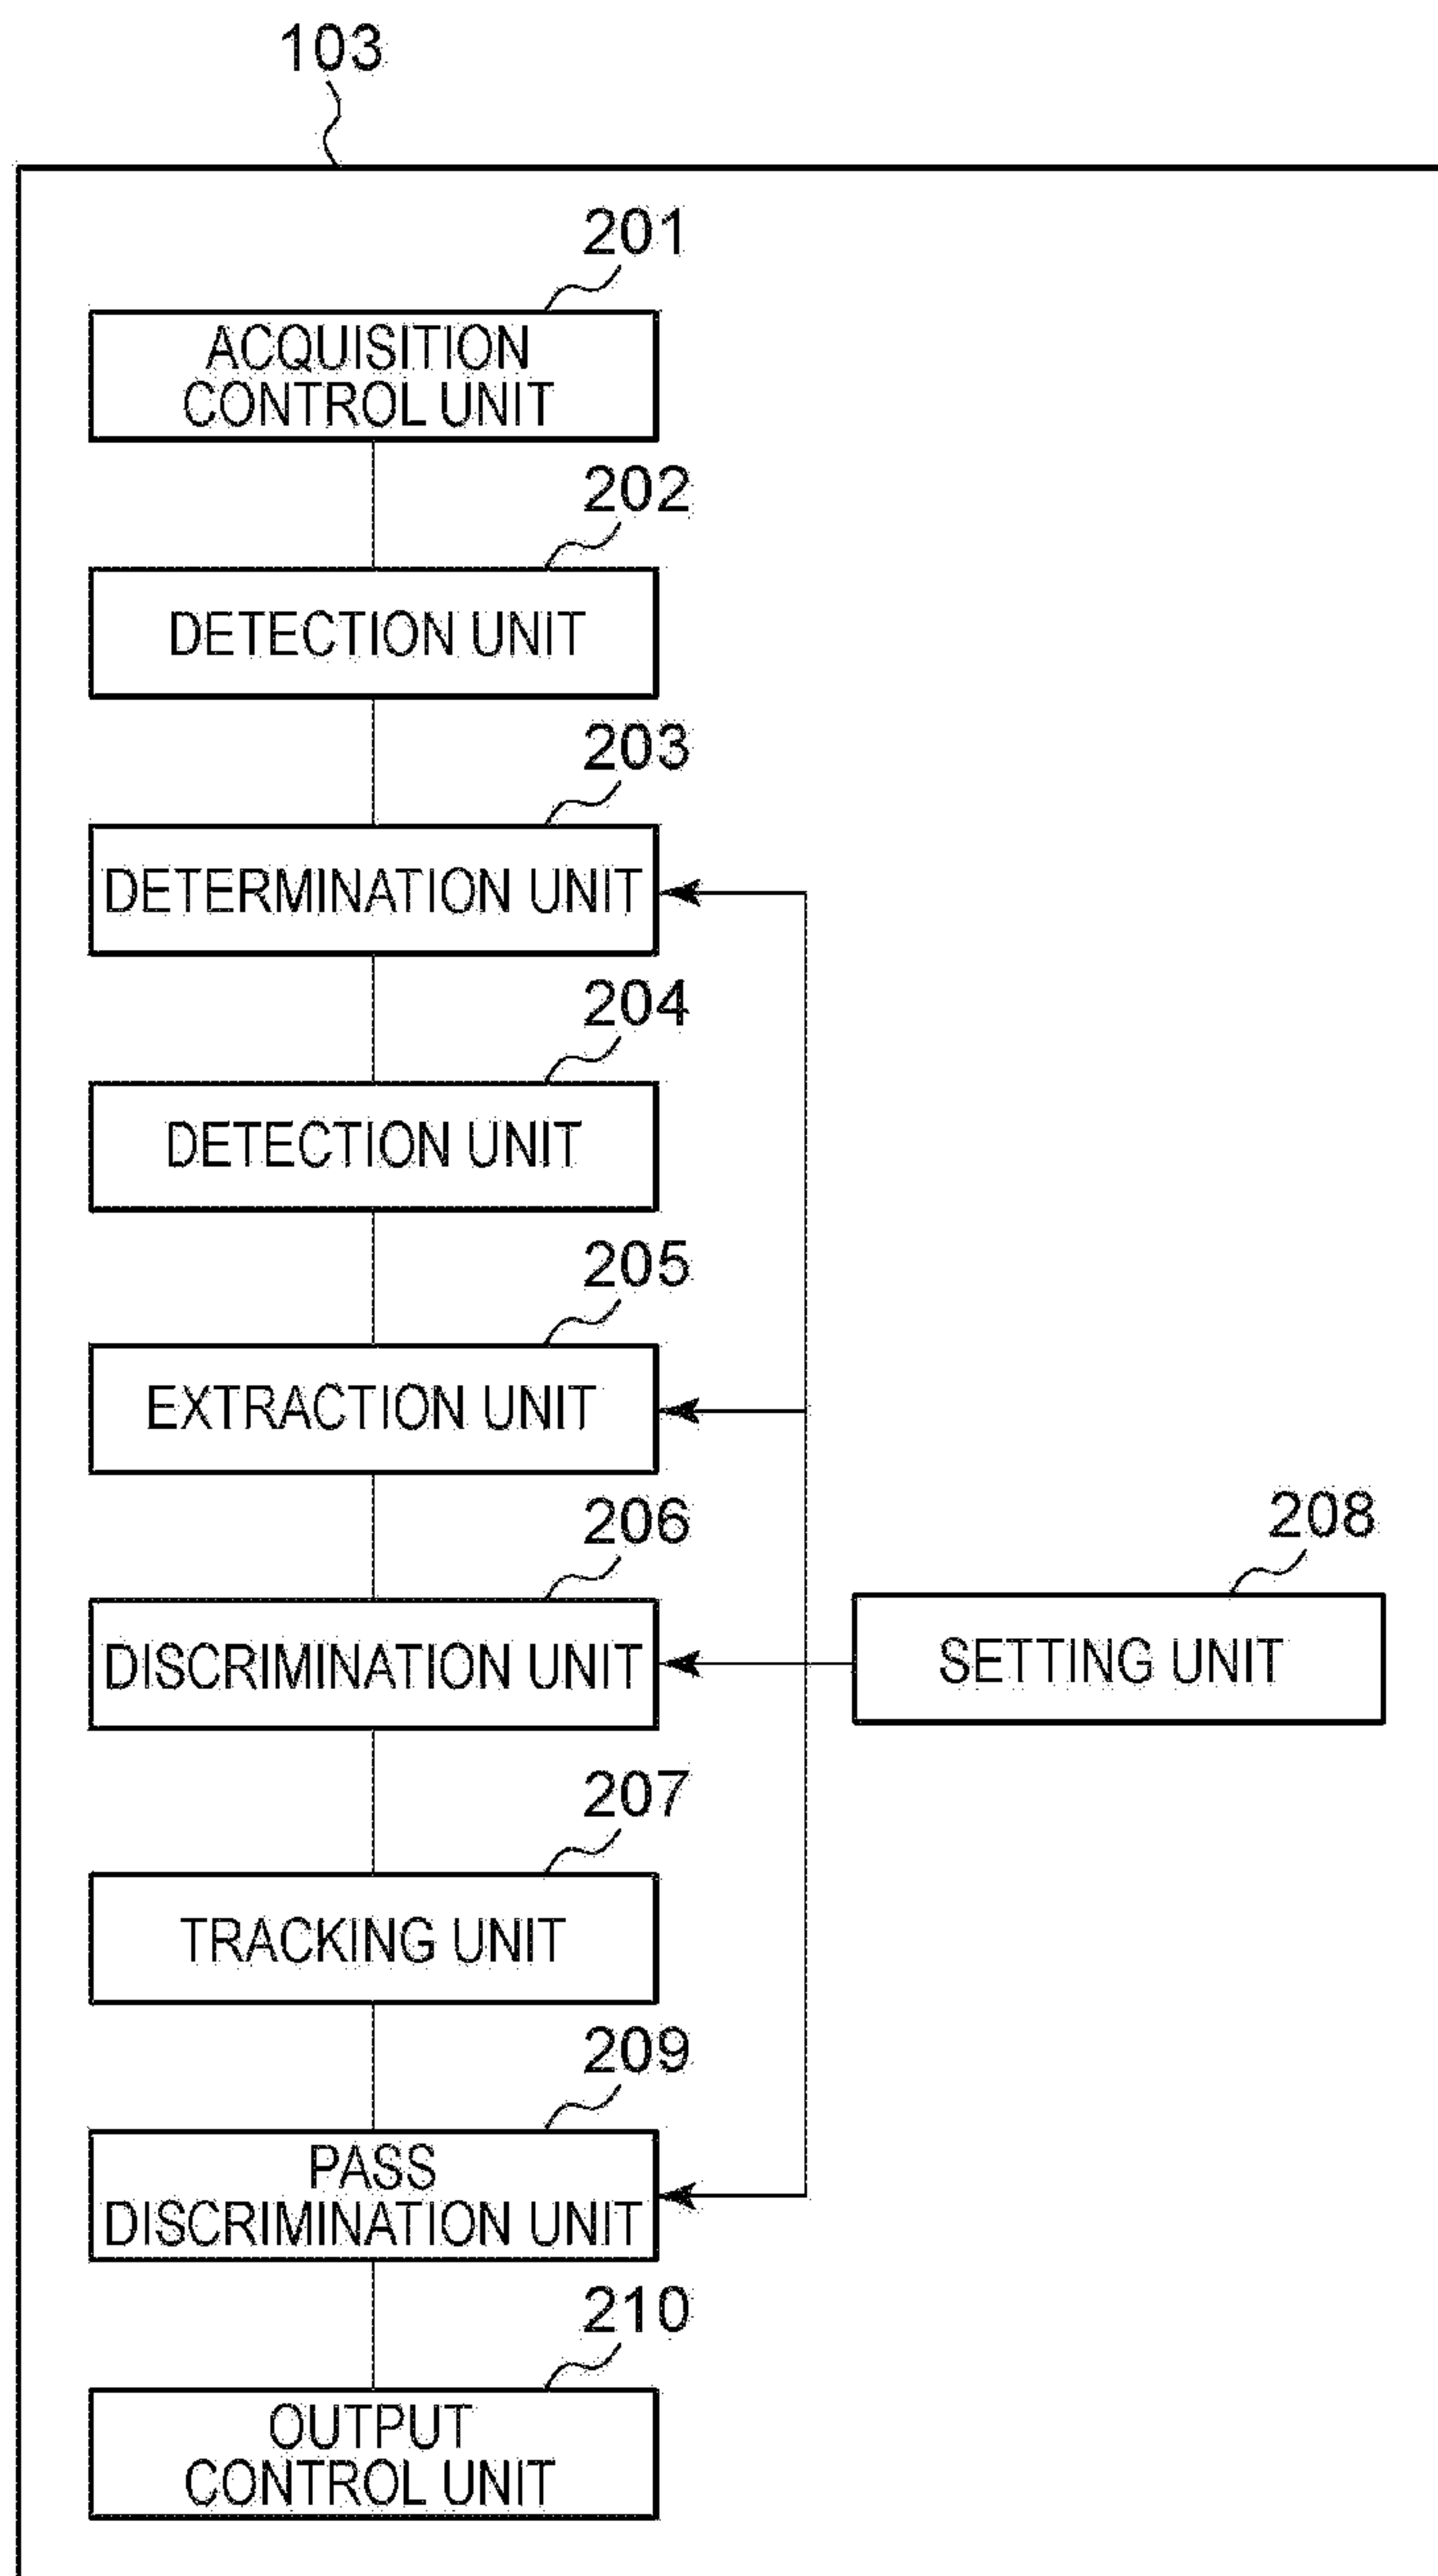 103
201
ACQUISITION
CONTROL UNIT
202
DETECTION UNIT
203
DETERMINATION UNIT
204
DETECTION UNIT
205
EXTRACTION UNIT
206
DISCRIMINATION UNIT
208
SETTING UNIT
207
TRACKING UNIT
209
PASS
DISCRIMINATION UNIT
210
OUTPUT
CONTROL UNIT